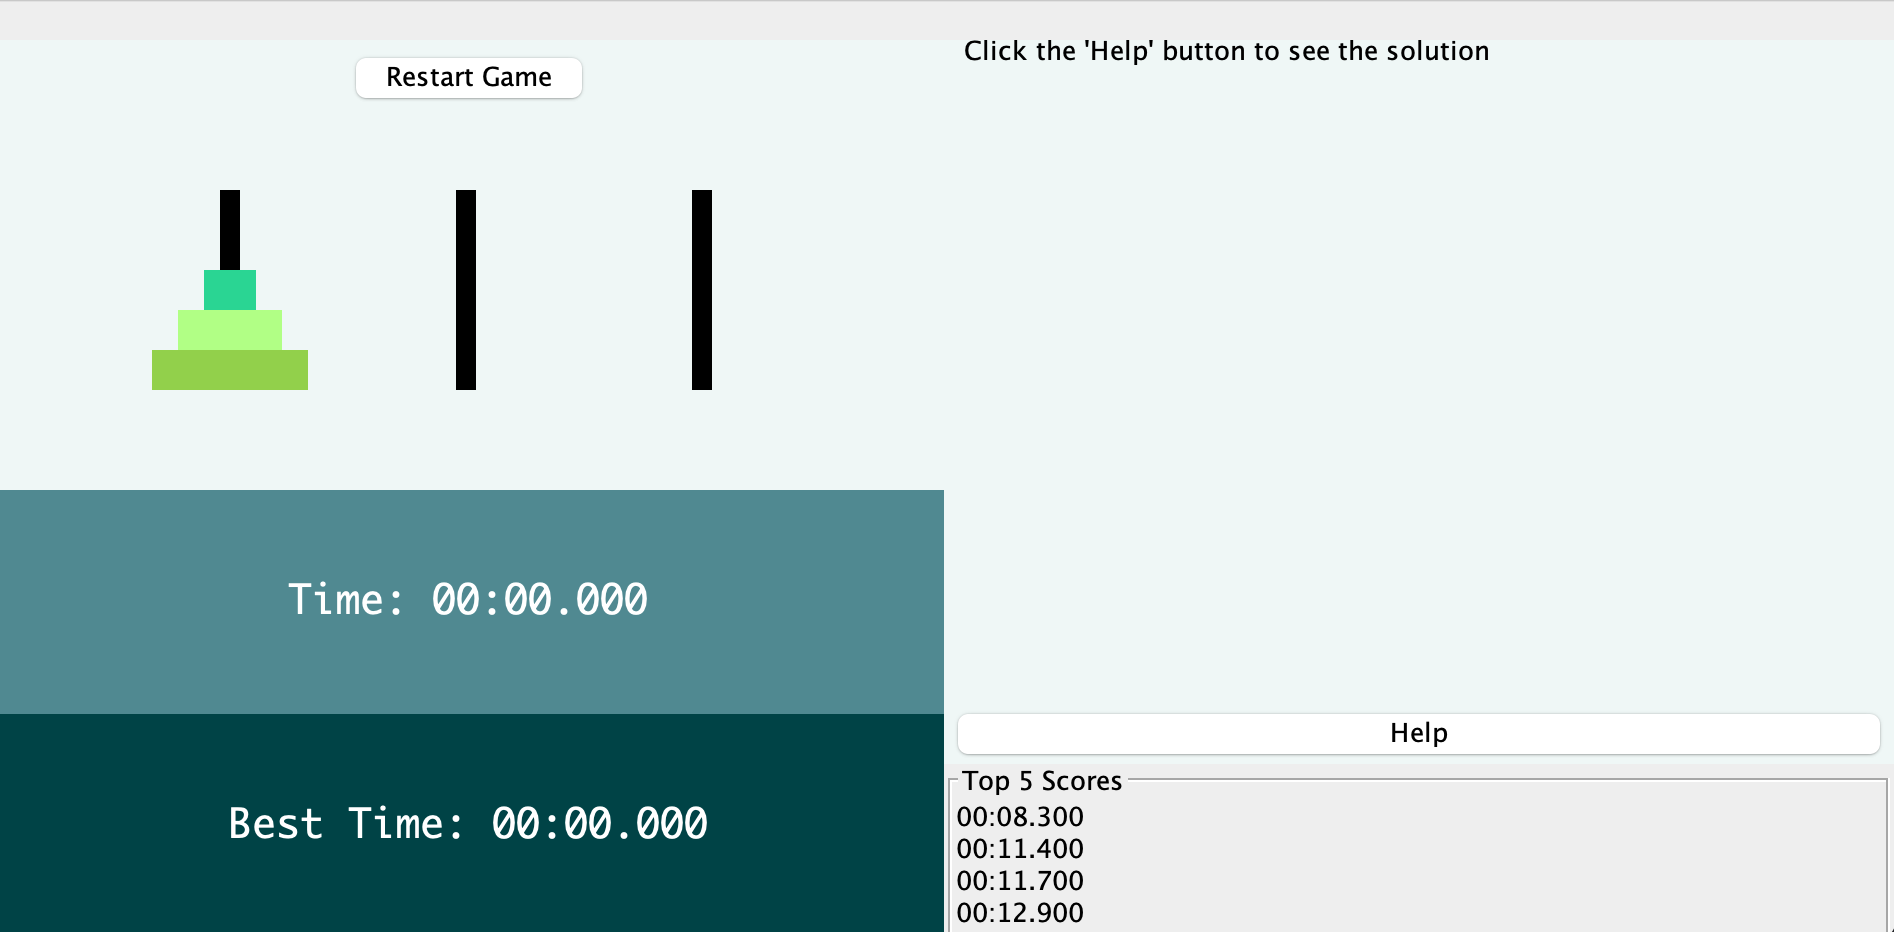 Restart Game
Click the 'Help' button to see the solution
Time: 00:00.000
Best Time: 00:00.000
Help
Top 5 Scores
00:08.300
00:11.400
00:11.700
00:12.900